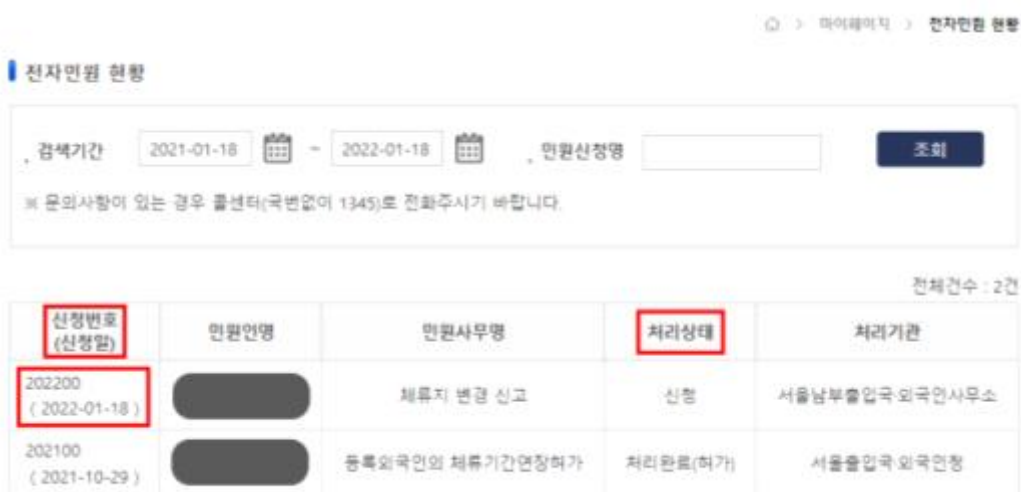 > 마이페이지 > 전자민원 현황
전자민원 현황
검색기간 2021-01-18 ~ 2022-01-18 민원신청명 조회
※ 문의사항이 있는 경우 콜센터(국번없이 1345)로 전화주시기 바랍니다.
전체건수 : 2건
신청번호 민원인명 민원사무명 처리상태 처리기관
(신청일)
202200 체류지 변경 신고 신청 서울남부출입국·외국인사무소
( 2022-01-18 )
202100 등록외국인의 체류기간연장허가 처리완료(허가) 서울출입국·외국인청
( 2021-10-29 )